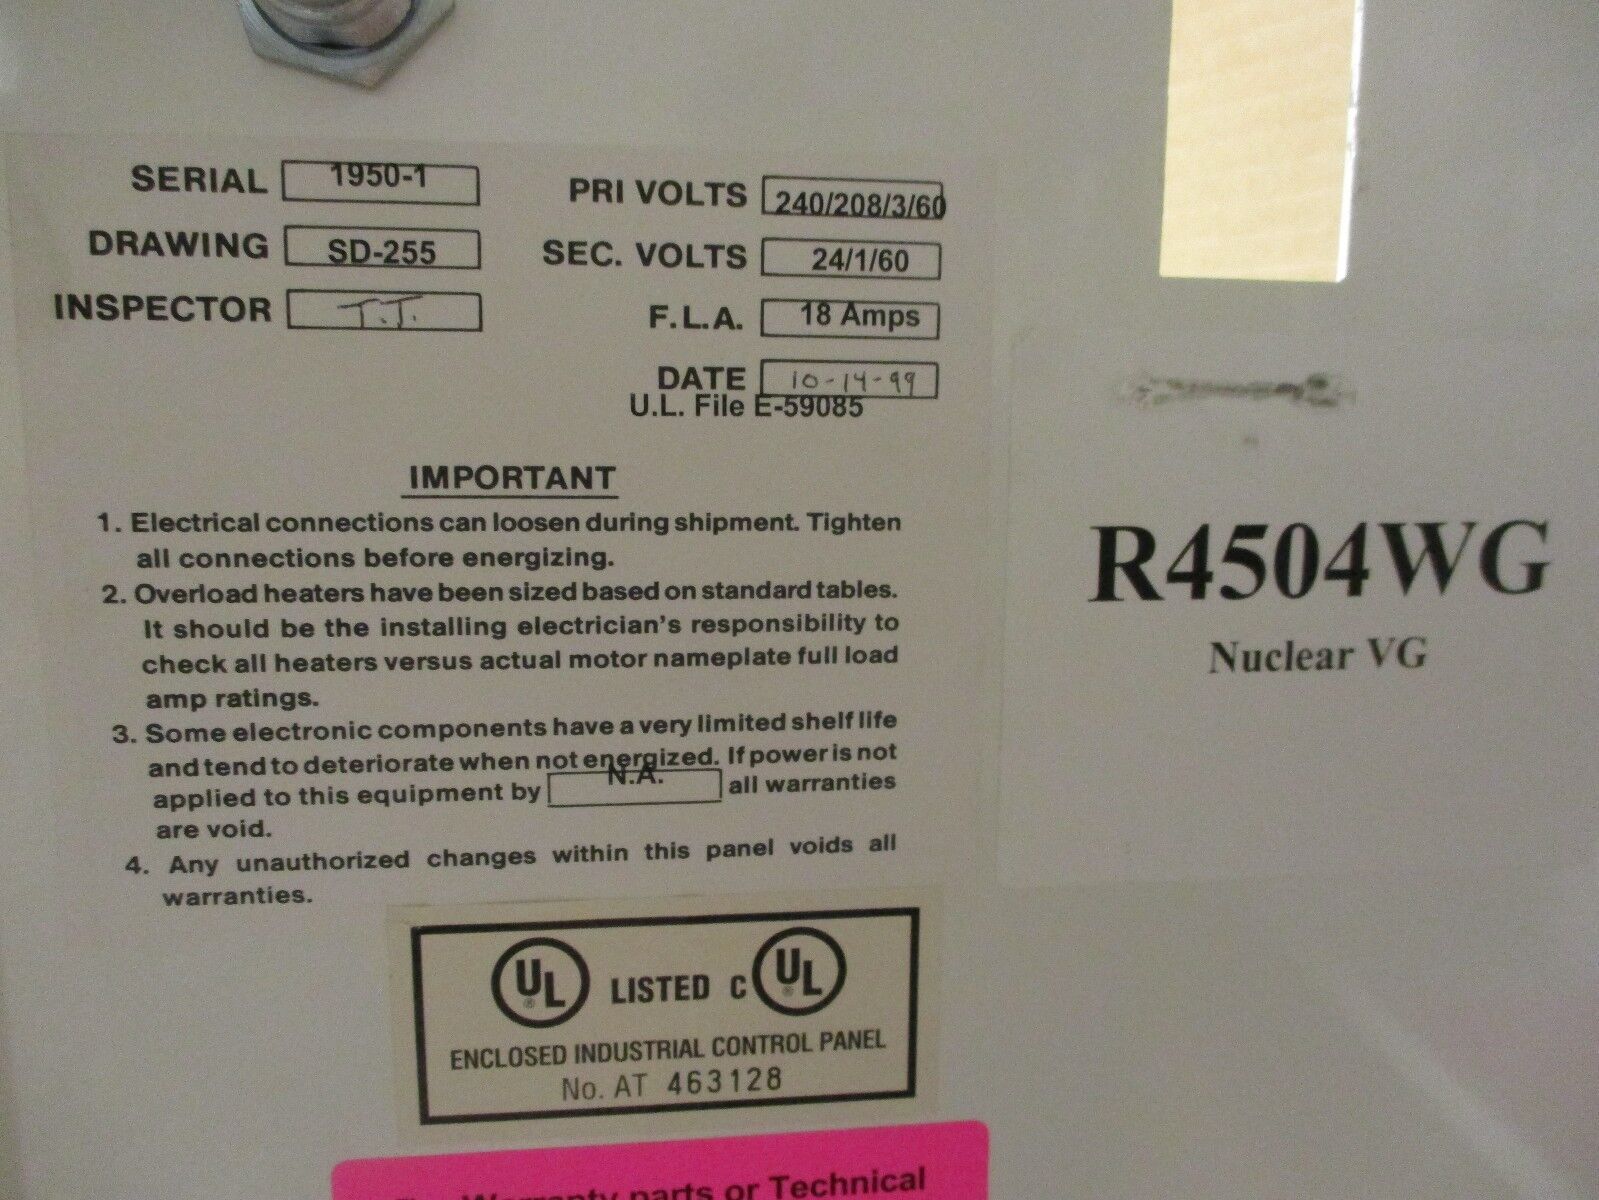 SERIAL 1950-1
DRAWING SD-255
INSPECTOR T.T.
PRI VOLTS 240/208/3/60
SEC. VOLTS 24/1/60
F.L.A. 18 Amps
DATE 10-14-99
U.L. File E-59085
IMPORTANT
1. Electrical connections can loosen during shipment. Tighten
all connections before energizing.
2. Overload heaters have been sized based on standard tables.
It should be the installing electrician's responsibility to
check all heaters versus actual motor nameplate full load
amp ratings.
3. Some electronic components have a very limited shelf life
and tend to deteriorate when not energized. If power is not
applied to this equipment by N.A. all warranties
are void.
4. Any unauthorized changes within this panel voids all
warranties.
R4504WG
Nuclear VG
UL ® LISTED C UL ®
ENCLOSED INDUSTRIAL CONTROL PANEL
No. AT 463128
Warranty parts or Technical